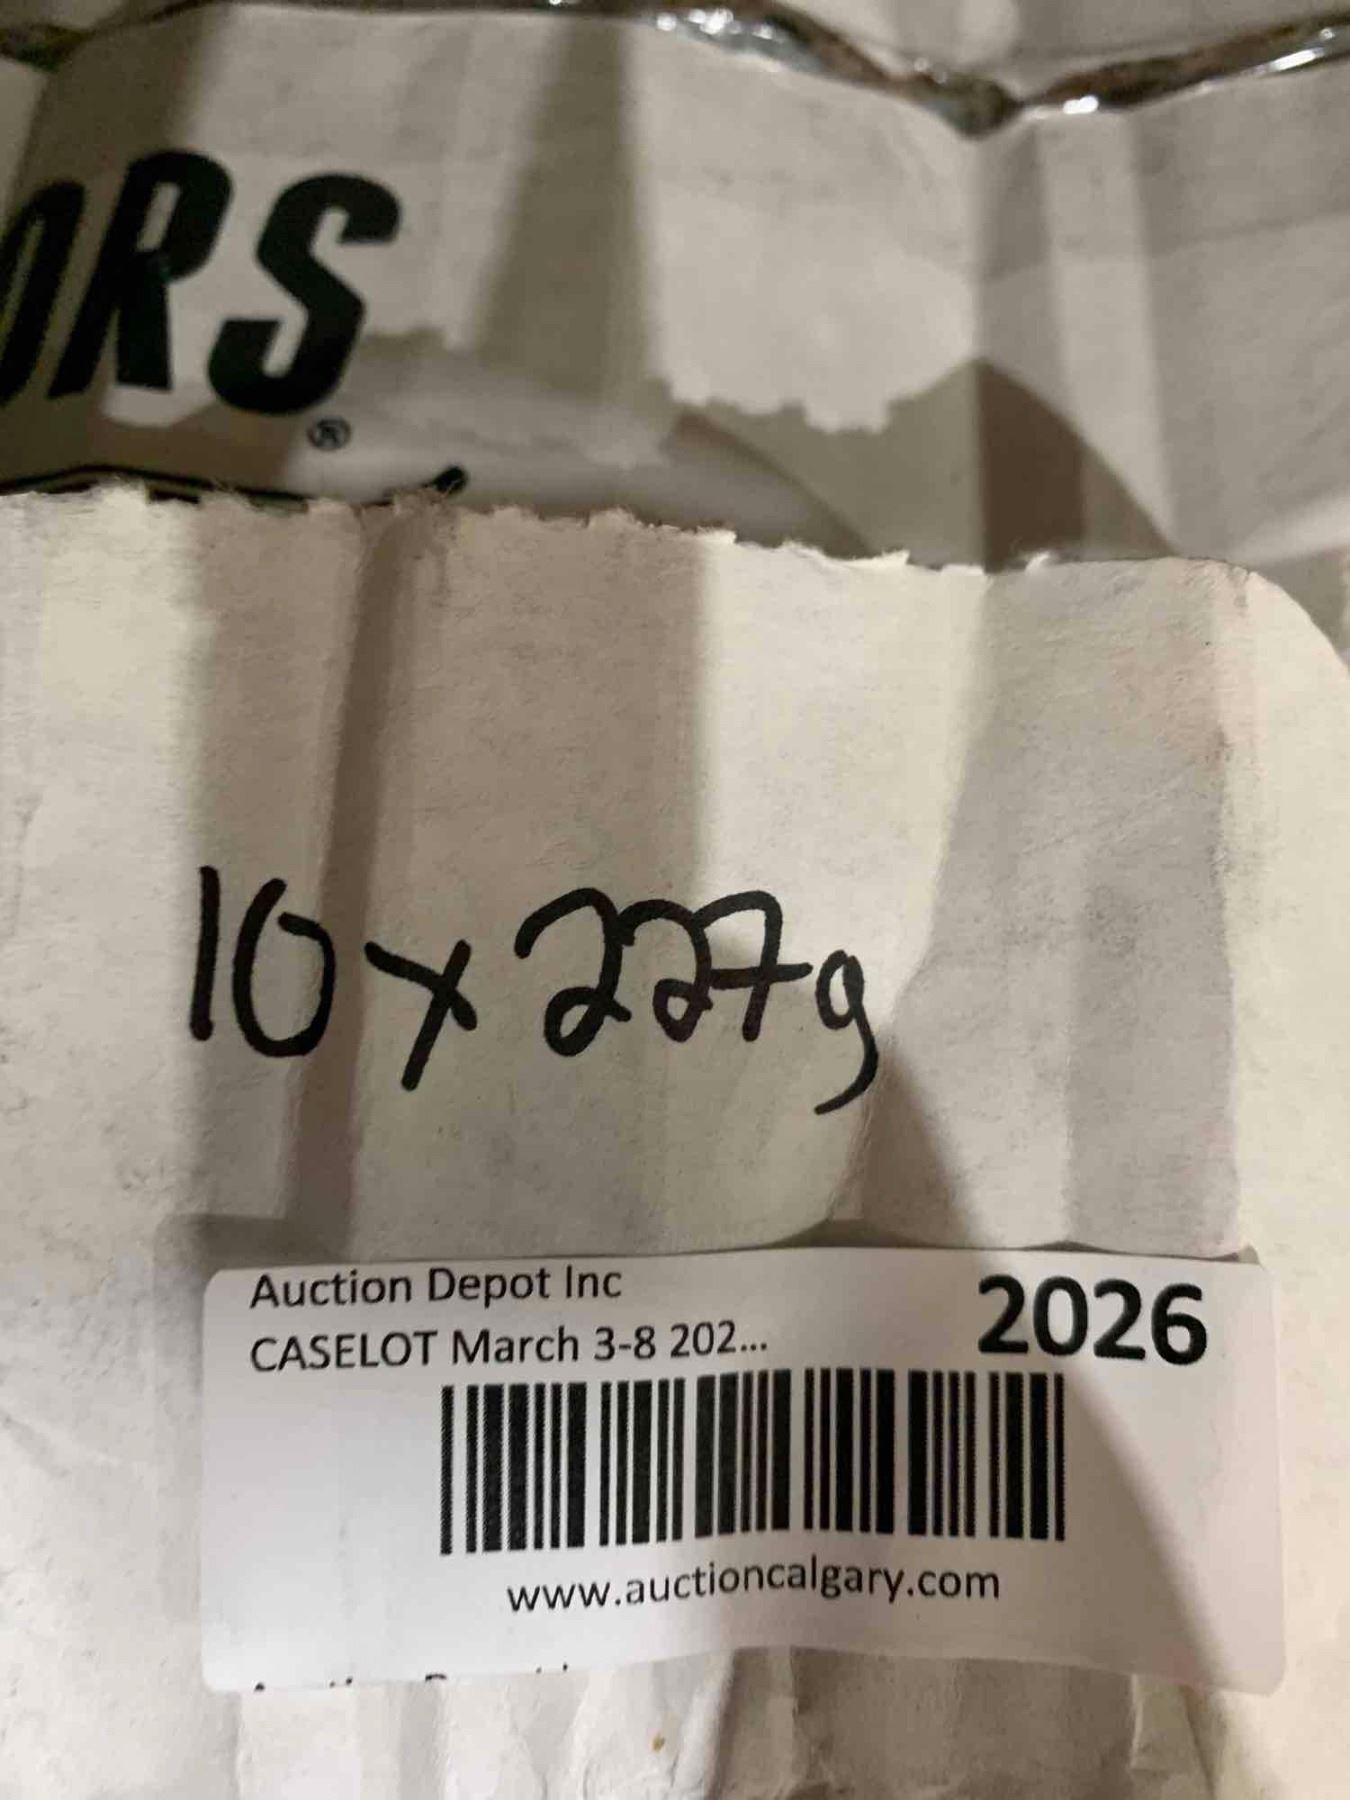 ORS®
10x227g
Auction Depot Inc
2026
CASELOT March 3-8 202...
www.auctioncalgary.com